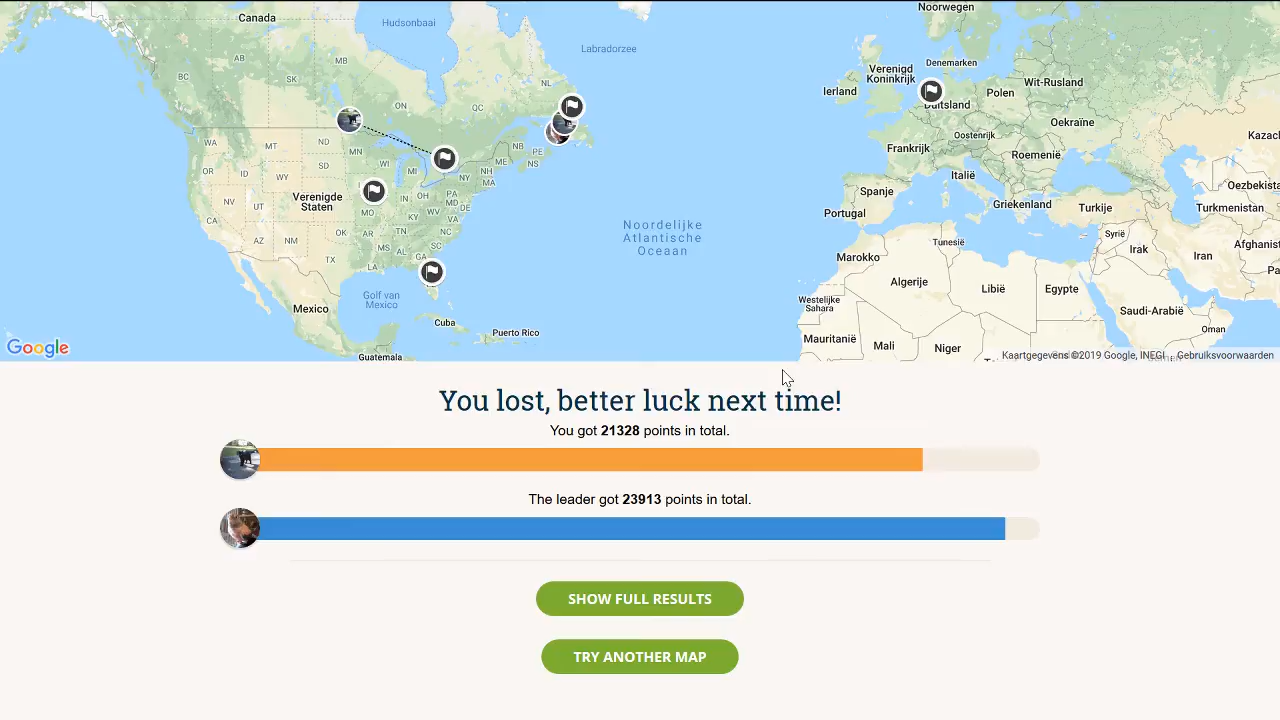 Canada
Hudsonbaai
Noorwegen
Labradorzee
AB
MB
BC
SK
NL
ON
QC
Denemarken
Verenigd
Koninkrijk
Wit-Rusland
Ierland
Polen
Duitsland
Oekraïne
Oostenrijk
Kazac
Frankrijk
Roemenië
WA
ND
MT
NB
PE
NS
OR
ID
SD
WI
MI
ME
NH
NY
MA
WY
Italië
Oezbekista
NV
UT
Verenigde
Staten
IN
OH
PA
MD
DE
Spanje
Griekenland
Turkije
Turkmenistan
Portugal
CA
MO
KY
WV
VA
AZ
NM
OK
AR
TN
NC
Noordelijke
Atlantische
Oceaan
Syrië
MS
AL
SC
Tunesië
Irak
Afghanist
TX
LA
GA
Marokko
Iran
Golf van
Mexico
Algerije
Libië
Egypte
Pa
Mexico
Westelijke
Sahara
Saudi-Arabië
Cuba
Puerto Rico
Oman
Mauritanië
Mali
Niger
Google
Guatemala
Kaartgegevens ©2019 Google, INEGI
Gebruiksvoorwaarden
You lost, better luck next time!
You got 21328 points in total.
The leader got 23913 points in total.
SHOW FULL RESULTS
TRY ANOTHER MAP